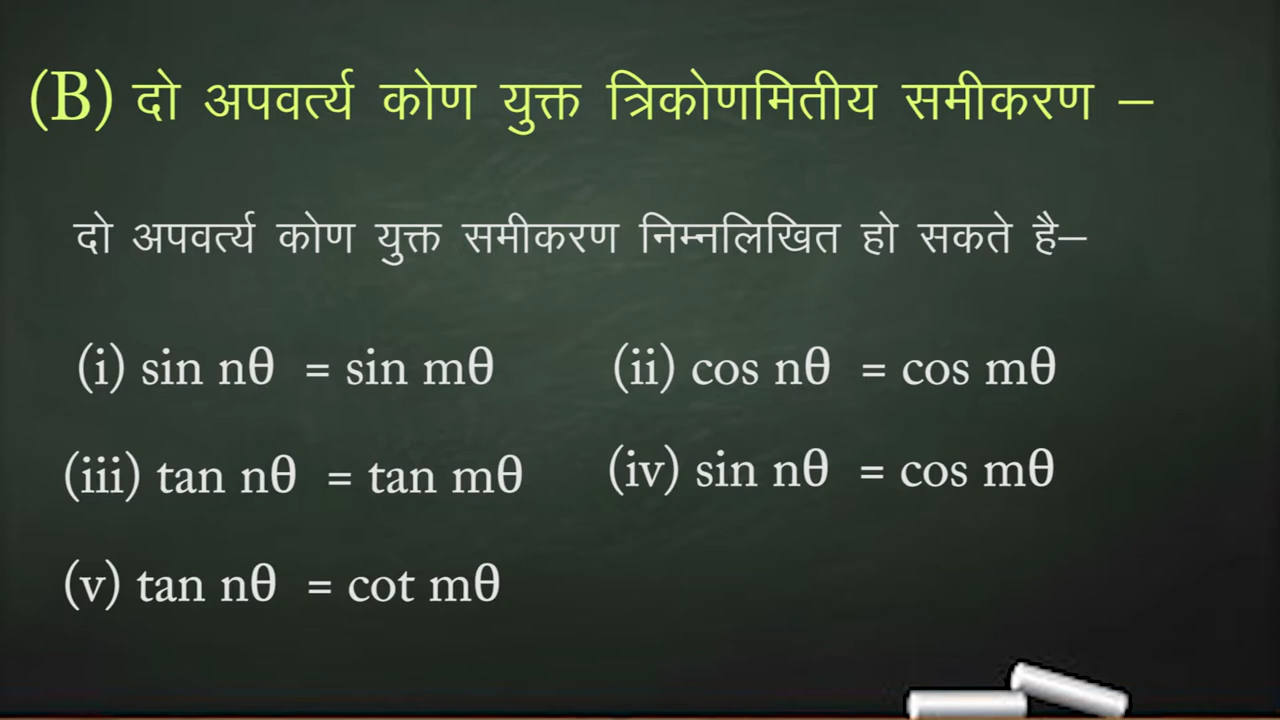 (B) दो अपवर्त्य कोण युक्त त्रिकोणमितीय समीकरण –
दो अपवर्त्य कोण युक्त समीकरण निम्नलिखित हो सकते है–
(i) sin nθ = sin mθ (ii) cos nθ = cos mθ
(iii) tan nθ = tan mθ (iv) sin nθ = cos mθ
(v) tan nθ = cot mθ